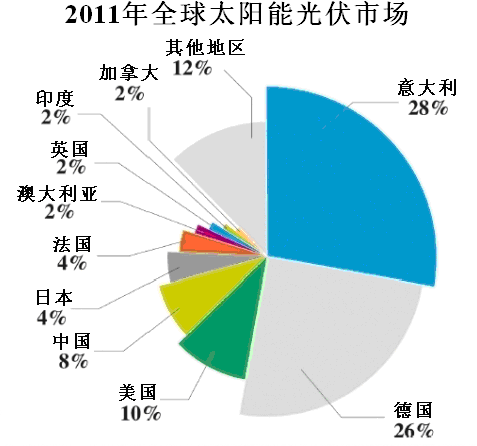 2011年全球太阳能光伏市场
其他地区
12%
加拿大
2%
印度
2%
英国
2%
澳大利亚
2%
法国
4%
日本
4%
中国
8%
美国
10%
德国
26%
意大利
28%